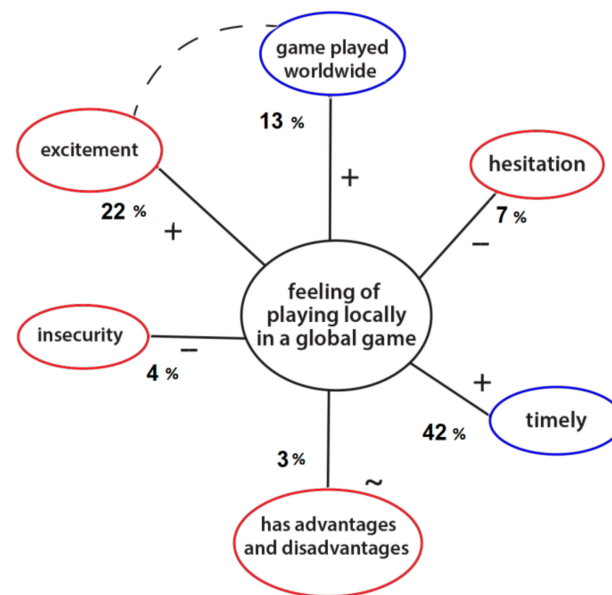 game played
worldwide
13 %
+
excitement
22 %
+
hesitation
7 %
–
feeling of
playing locally
in a global game
insecurity
–
4 %
+
timely
42 %
3 %
~
has advantages
and disadvantages